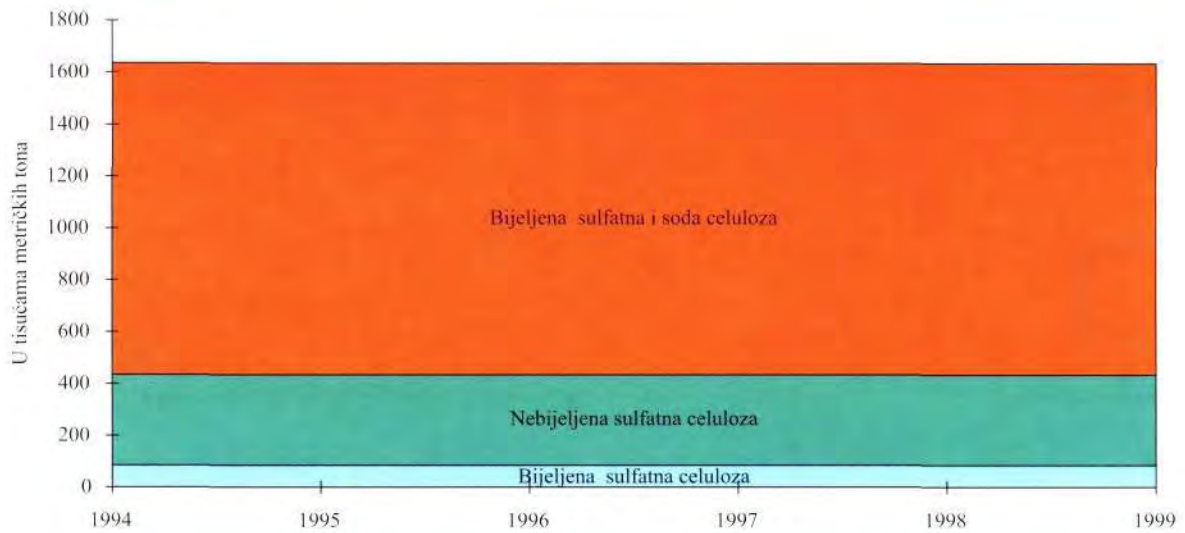 1800
1600
1400
1200
1000
800
600
400
200
0
U tisućama metričkih tona
Bijeljena sulfatna i soda celuloza
Nebijeljena sulfatna celuloza
Bijeljena sulfatna celuloza
1994 1995 1996 1997 1998 1999